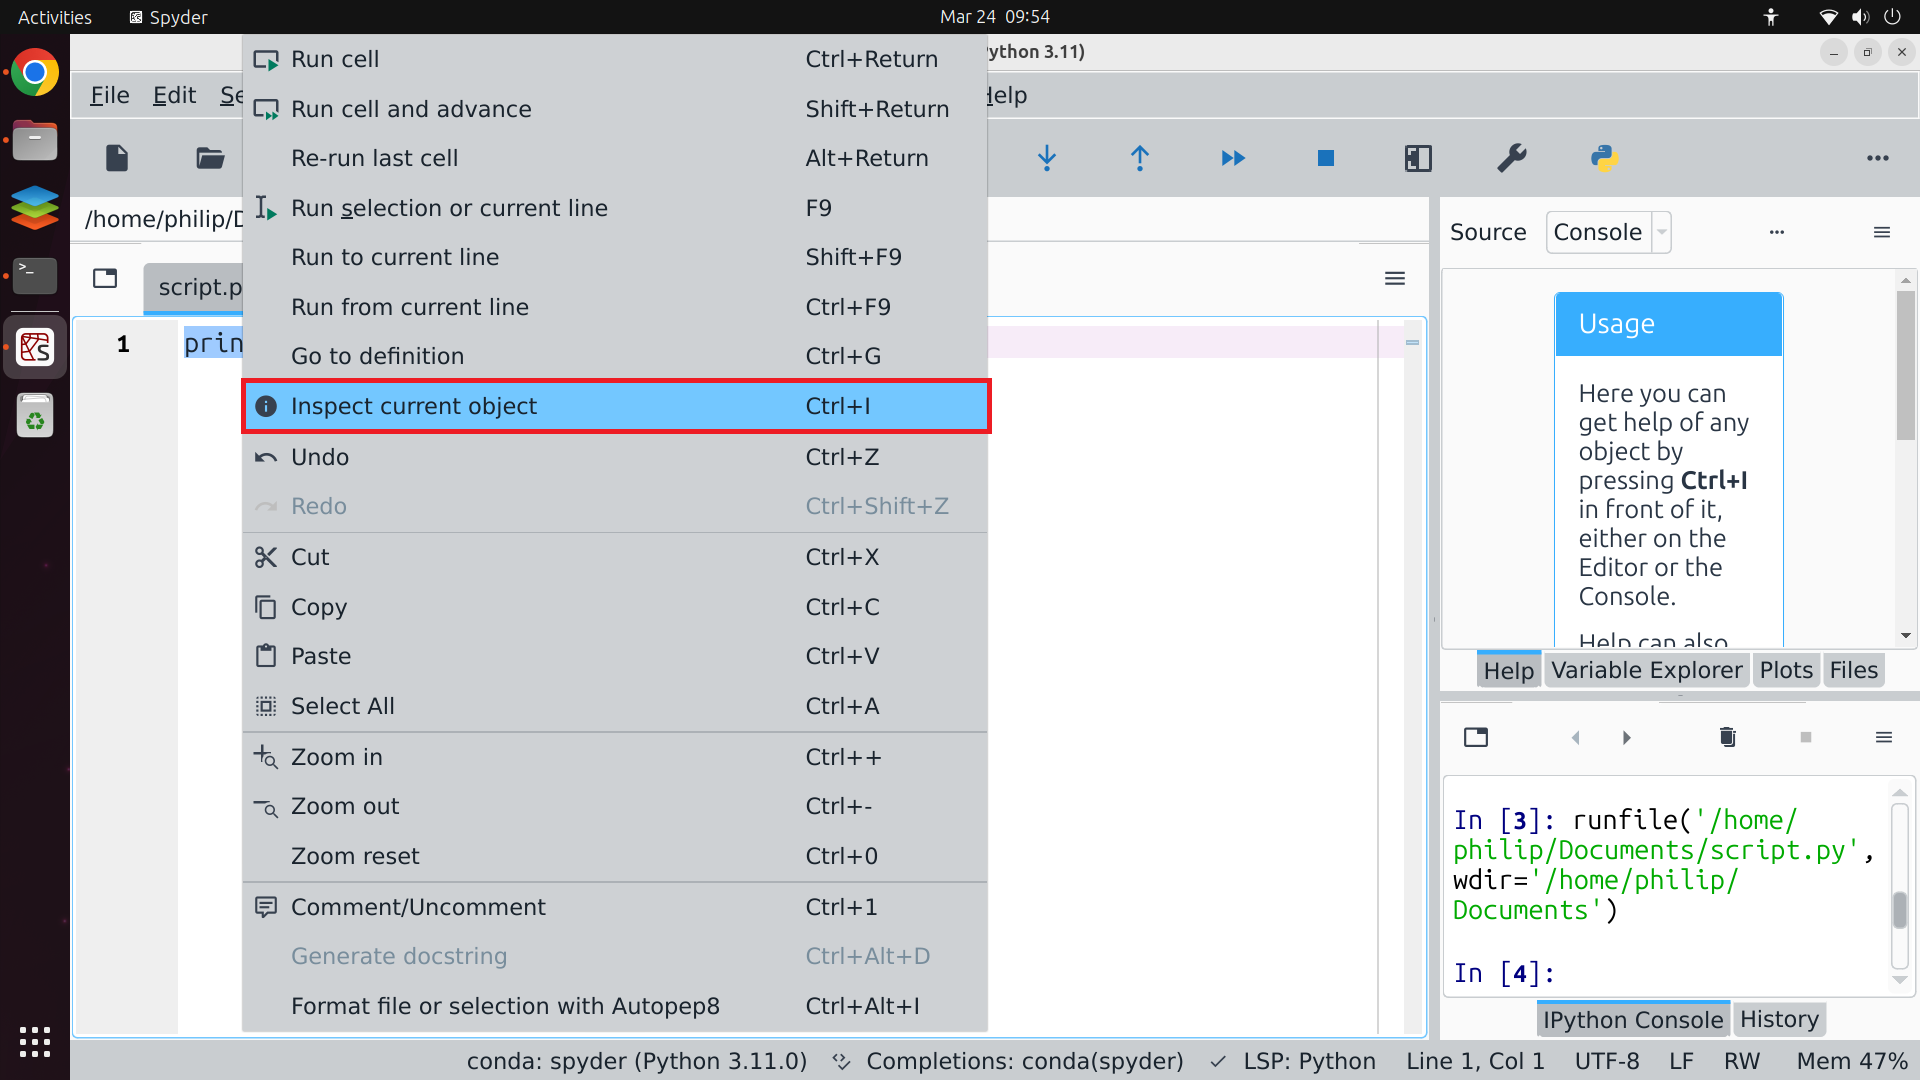 Activities
Spyder
Mar 24 09:54
ython 3.11)
File Edit Se
Help
/home/philip/D
script.p
1 prin
Run cell Ctrl+Return
Run cell and advance Shift+Return
Re-run last cell Alt+Return
Run selection or current line F9
Run to current line Shift+F9
Run from current line Ctrl+F9
Go to definition Ctrl+G
Inspect current object Ctrl+I
Undo Ctrl+Z
Redo Ctrl+Shift+Z
Cut Ctrl+X
Copy Ctrl+C
Paste Ctrl+V
Select All Ctrl+A
Zoom in Ctrl++
Zoom out Ctrl+-
Zoom reset Ctrl+0
Comment/Uncomment Ctrl+1
Generate docstring Ctrl+Alt+D
Format file or selection with Autopep8 Ctrl+Alt+I
Source Console
Usage
Here you can
get help of any
object by
pressing Ctrl+I
in front of it,
either on the
Editor or the
Console.
Help can also
Help Variable Explorer Plots Files
In [3]: runfile('/home/
philip/Documents/script.py',
wdir='/home/philip/
Documents')
In [4]:
IPython Console History
conda: spyder (Python 3.11.0) Completions: conda(spyder) LSP: Python Line 1, Col 1 UTF-8 LF RW Mem 47%